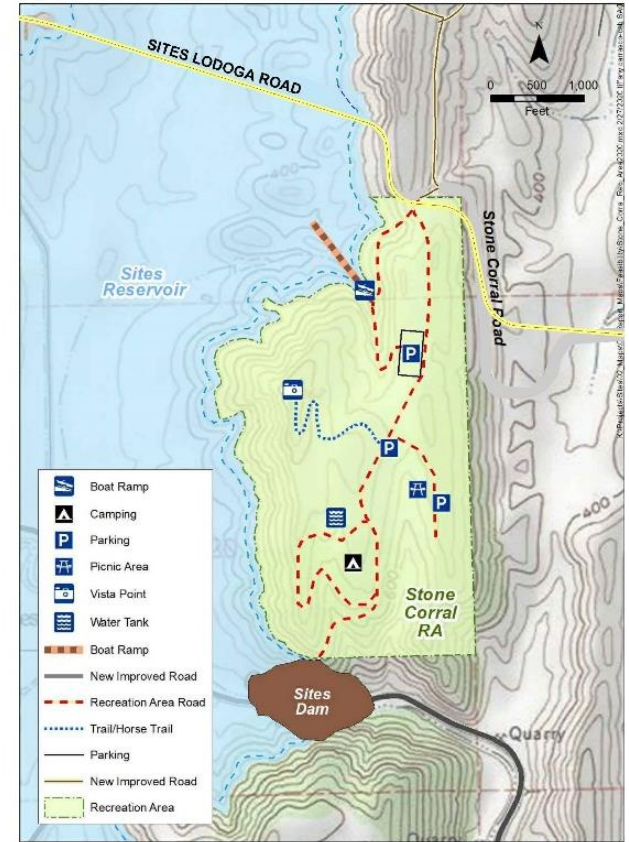 SITES LODOGA ROAD
N
0 500 1,000
Feet
400
Stone Corral Road
Sites
Reservoir
P
P
P
400
Stone
Corral
RA
Sites
Dam
Quarry
Quarry
Boat Ramp
Camping
P Parking
Picnic Area
Vista Point
Water Tank
Boat Ramp
New Improved Road
Recreation Area Road
Trail/Horse Trail
Parking
New Improved Road
Recreation Area